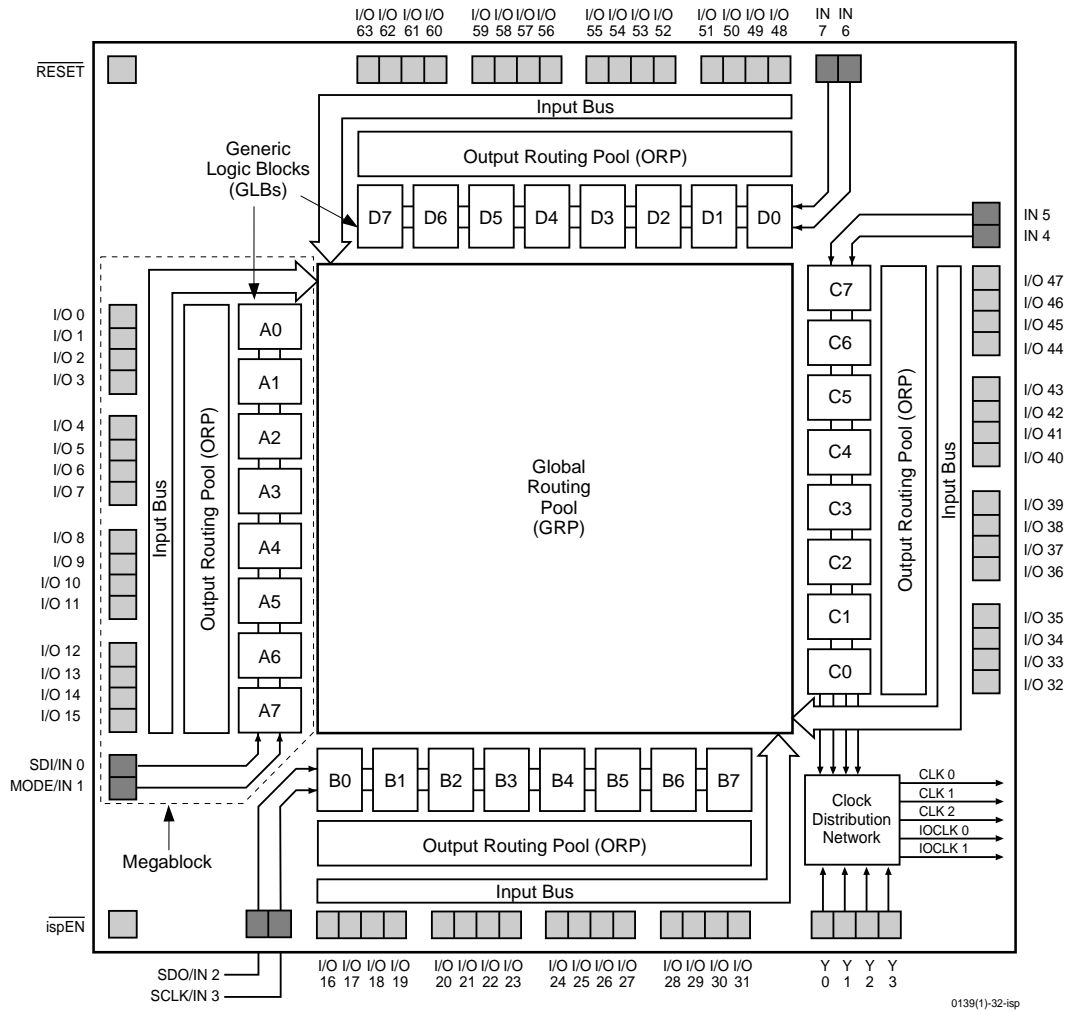 I/O I/O I/O I/O
63 62 61 60
I/O I/O I/O I/O
59 58 57 56
I/O I/O I/O I/O
55 54 53 52
I/O I/O I/O I/O
51 50 49 48
IN IN
7 6
RESET
Input Bus
Output Routing Pool (ORP)
Generic
Logic Blocks
(GLBs)
D7 D6 D5 D4 D3 D2 D1 D0
IN 5
IN 4
I/O 0
I/O 1
I/O 2
I/O 3
I/O 4
I/O 5
I/O 6
I/O 7
I/O 8
I/O 9
I/O 10
I/O 11
I/O 12
I/O 13
I/O 14
I/O 15
SDI/IN 0
MODE/IN 1
Input Bus
Output Routing Pool (ORP)
A0
A1
A2
A3
A4
A5
A6
A7
Global
Routing
Pool
(GRP)
C7
C6
C5
C4
C3
C2
C1
C0
Output Routing Pool (ORP)
Input Bus
I/O 47
I/O 46
I/O 45
I/O 44
I/O 43
I/O 42
I/O 41
I/O 40
I/O 39
I/O 38
I/O 37
I/O 36
I/O 35
I/O 34
I/O 33
I/O 32
B0 B1 B2 B3 B4 B5 B6 B7
Output Routing Pool (ORP)
Input Bus
Megablock
Clock
Distribution
Network
CLK 0
CLK 1
CLK 2
IOCLK 0
IOCLK 1
ispEN
SDO/IN 2
SCLK/IN 3
I/O I/O I/O I/O
16 17 18 19
I/O I/O I/O I/O
20 21 22 23
I/O I/O I/O I/O
24 25 26 27
I/O I/O I/O I/O
28 29 30 31
Y Y Y Y
0 1 2 3
0139(1)-32-isp